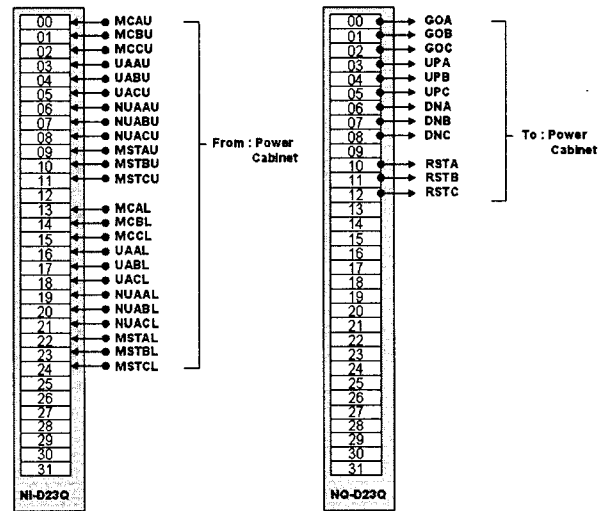 00 MCAU
01 MCBU
02 MCCU
03 UAAU
04 UABU
05 UACU
06 NUAAU
07 NUABU
08 NUACU
09 MSTAU
10 MSTBU
11 MSTCU
12
13 MCAL
14 MCBL
15 MCCL
16 UAAL
17 UABL
18 UACL
19 NUAAL
20 NUABL
21 NUACL
22 MSTAL
23 MSTBL
24 MSTCL
25
26
27
28
29
30
31
NI-D23Q
From : Power
Cabinet
00 GOA
01 GOB
02 GOC
03 UPA
04 UPB
05 UPC
06 DNA
07 DNB
08 DNC
09
10 RSTA
11 RSTB
12 RSTC
13
14
15
16
17
18
19
20
21
22
23
24
25
26
27
28
29
30
31
NQ-D23Q
To : Power
Cabinet